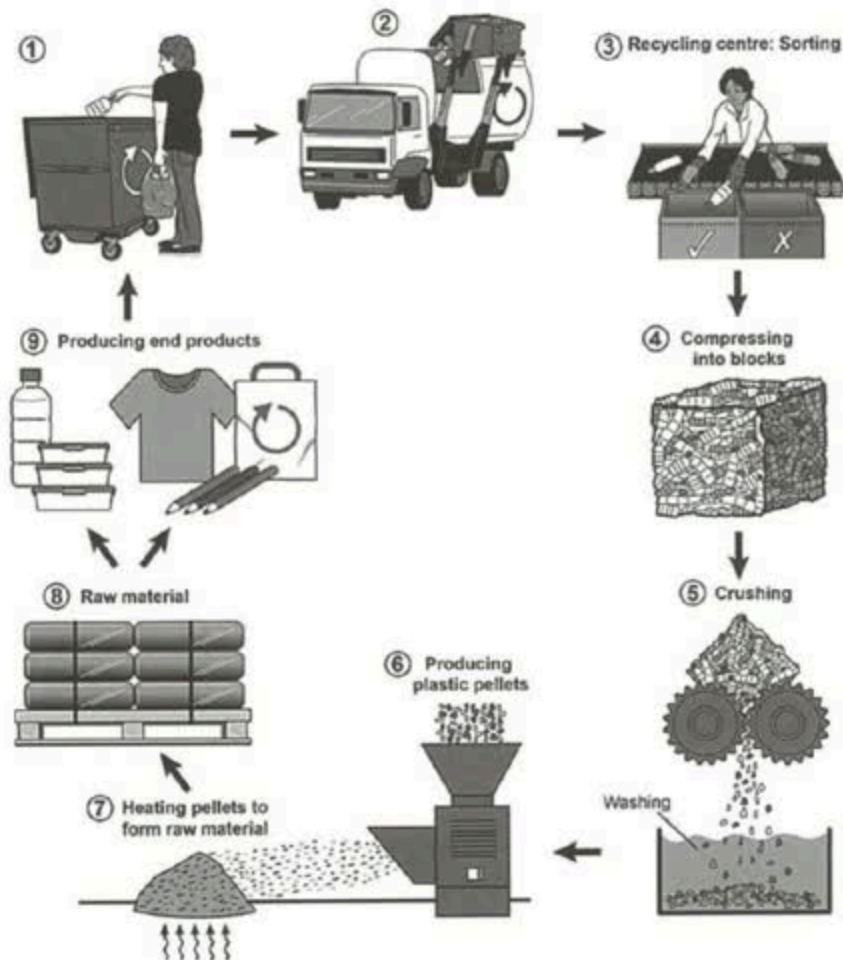 ①
②
③ Recycling centre: Sorting
④ Compressing
into blocks
⑤ Crushing
Washing
⑥ Producing
plastic pellets
⑦ Heating pellets to
form raw material
⑧ Raw material
⑨ Producing end products